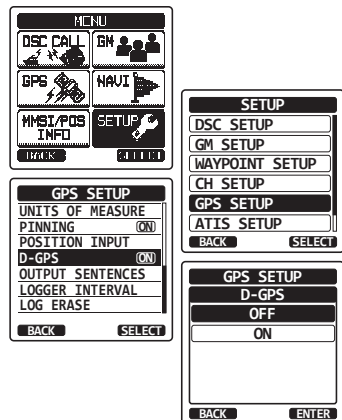 MENU
DSC CALL
GM
GPS
NAVI
MMSI/POS
INFO
SETUP
BACK
SELECT
SETUP
DSC SETUP
GM SETUP
WAYPOINT SETUP
CH SETUP
GPS SETUP
ATIS SETUP
BACK
SELECT
GPS SETUP
UNITS OF MEASURE
PINNING ON
POSITION INPUT
D-GPS ON
OUTPUT SENTENCES
LOGGER INTERVAL
LOG ERASE
BACK
SELECT
GPS SETUP
D-GPS
OFF
ON
BACK
ENTER